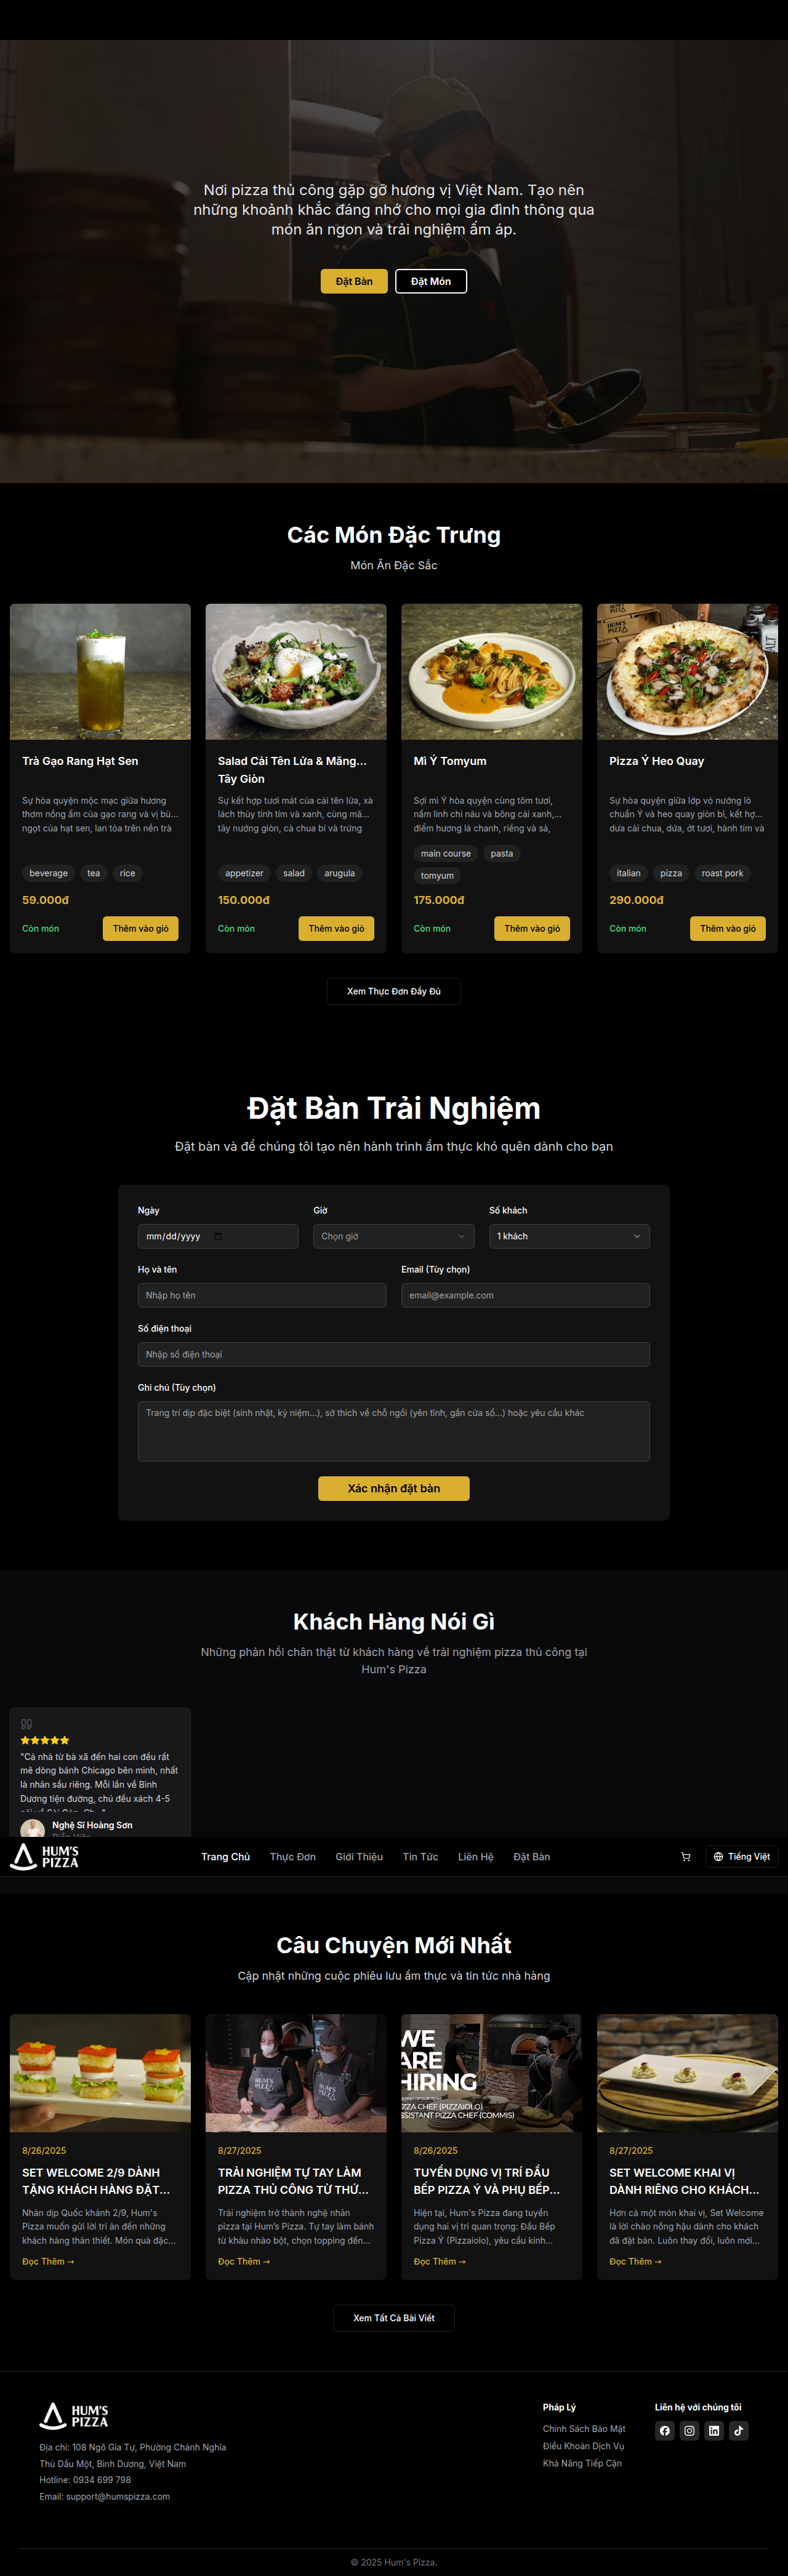 Nơi pizza thủ công gặp gỡ hương vị Việt Nam. Tạo nên
những khoảnh khắc đáng nhớ cho mọi gia đình thông qua
món ăn ngon và trải nghiệm ấm áp.
Đặt Bàn
Đặt Món
Các Món Đặc Trưng
Món Ăn Đặc Sắc
HUM'S
PIZZA
Trà Gạo Rang Hạt Sen
Sự hòa quyện mộc mạc giữa hương
thơm nồng ấm của gạo rang và vị bù...
ngọt của hạt sen, lan tỏa trên nền trà
beverage
tea
rice
59.000đ
Còn món
Thêm vào giỏ
Salad Cải Tên Lửa & Măng...
Tây Giòn
Sự kết hợp tươi mát của cải tên lửa, xà
lách thủy tinh tím và xanh, cùng mă...
tây nướng giòn, cà chua bi và trứng
appetizer
salad
arugula
150.000đ
Còn món
Thêm vào giỏ
Mì Ý Tomyum
Sợi mì Ý hòa quyện cùng tôm tươi,
nấm linh chi nâu và bông cải xanh,...
điểm hương lá chanh, riềng và sả,
main course
pasta
tomyum
175.000đ
Còn món
Thêm vào giỏ
Pizza Ý Heo Quay
Sự hòa quyện giữa lớp vỏ nướng lò
chuẩn Ý và heo quay giòn bì, kết hợ...
dưa cải chua, dứa, ớt tươi, hành tím và
italian
pizza
roast pork
290.000đ
Còn món
Thêm vào giỏ
Xem Thực Đơn Đầy Đủ
Đặt Bàn Trải Nghiệm
Đặt bàn và để chúng tôi tạo nên hành trình ẩm thực khó quên dành cho bạn
Ngày
Giờ
Số khách
mm/dd/yyyy
Chọn giờ
1 khách
Họ và tên
Email (Tùy chọn)
Nhập họ tên
email@example.com
Số điện thoại
Nhập số điện thoại
Ghi chú (Tùy chọn)
Trang trí dịp đặc biệt (sinh nhật, kỷ niệm...), sở thích về chỗ ngồi (yên tĩnh, gần cửa sổ...) hoặc yêu cầu khác
Xác nhận đặt bàn
Khách Hàng Nói Gì
Những phản hồi chân thật từ khách hàng về trải nghiệm pizza thủ công tại
Hum's Pizza
"Cả nhà từ bà xã đến hai con đều rất
mê dòng bánh Chicago bên mình, nhất
là nhân sầu riêng. Mỗi lần về Bình
Dương tiện đường, chú đều xách 4-5
Nghệ Sĩ Hoàng Sơn
HUM'S
PIZZA
Trang Chủ
Thực Đơn
Giới Thiệu
Tin Tức
Liên Hệ
Đặt Bàn
Tiếng Việt
Câu Chuyện Mới Nhất
Cập nhật những cuộc phiêu lưu ẩm thực và tin tức nhà hàng
WE
ARE
HIRING
ZZA CHEF (PIZZAIOLO)
SSISTANT PIZZA CHEF (COMMIS)
8/26/2025
SET WELCOME 2/9 DÀNH
TẶNG KHÁCH HÀNG ĐẶT...
Nhân dịp Quốc khánh 2/9, Hum's
Pizza muốn gửi lời tri ân đến những
khách hàng thân thiết. Món quà đặc...
Đọc Thêm →
8/27/2025
TRẢI NGHIỆM TỰ TAY LÀM
PIZZA THỦ CÔNG TỪ THỨ...
Trải nghiệm trở thành nghệ nhân
pizza tại Hum's Pizza. Tự tay làm bánh
từ khâu nhào bột, chọn topping đến...
Đọc Thêm →
8/26/2025
TUYỂN DỤNG VỊ TRÍ ĐẦU
BẾP PIZZA Ý VÀ PHỤ BẾP...
Hiện tại, Hum's Pizza đang tuyển
dụng hai vị trí quan trọng: Đầu Bếp
Pizza Ý (Pizzaiolo), yêu cầu kinh...
Đọc Thêm →
8/27/2025
SET WELCOME KHAI VỊ
DÀNH RIÊNG CHO KHÁCH...
Hơn cả một món khai vị, Set Welcome
là lời chào nồng hậu dành cho khách
đã đặt bàn. Luôn thay đổi, luôn mới...
Đọc Thêm →
Xem Tất Cả Bài Viết
HUM'S
PIZZA
Địa chỉ: 108 Ngô Gia Tự, Phường Chánh Nghĩa
Thủ Dầu Một, Bình Dương, Việt Nam
Hotline: 0934 699 798
Email: support@humspizza.com
Pháp Lý
Chính Sách Bảo Mật
Điều Khoản Dịch Vụ
Khả Năng Tiếp Cận
Liên hệ với chúng tôi
© 2025 Hum's Pizza.